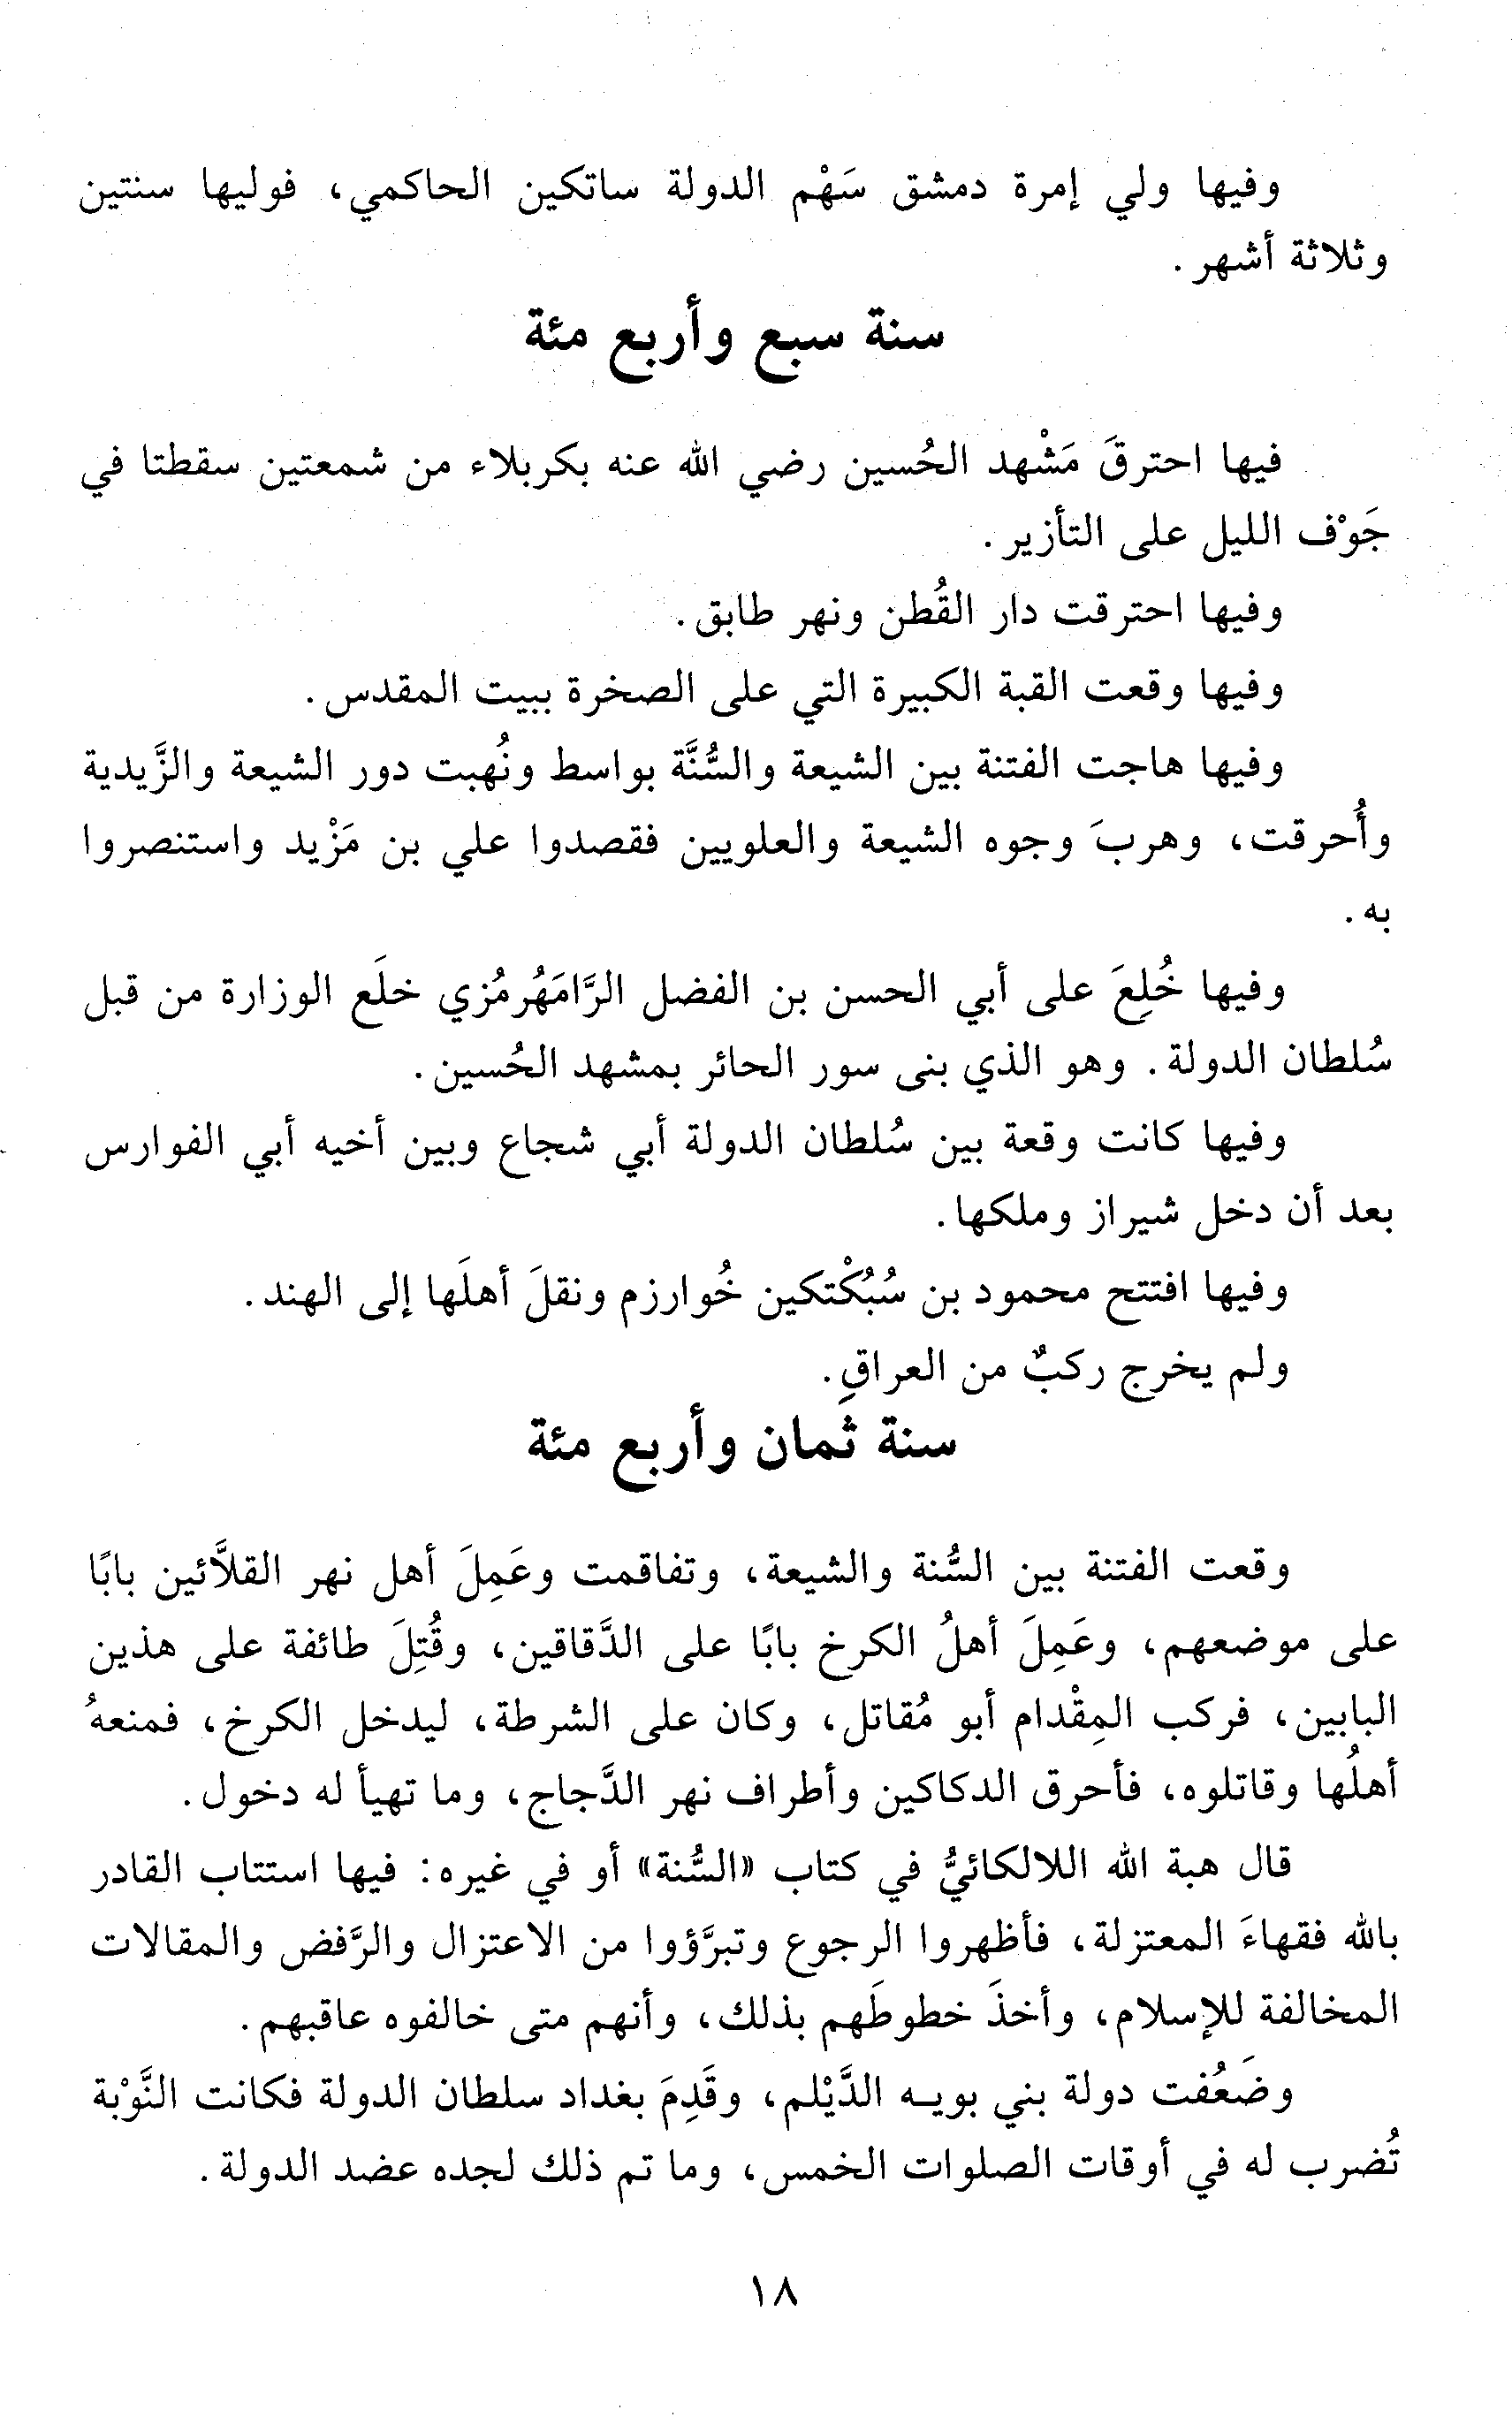 وفيها ولي إمرة دمشق سَهْم الدولة ساتكين الحاكمي، فوليها سنتين
وثلاثة أشهر.
سنة سبع وأربع مئة
فيها احترقَ مَشْهد الحُسين رضي الله عنه بكربلاء من شمعتين سقطتا في
جَوْف الليل على التأزير.
وفيها احترقت دار القُطن ونهر طابق.
وفيها وقعت القبة الكبيرة التي على الصخرة ببيت المقدس.
وفيها هاجت الفتنة بين الشيعة والسُّنَّة بواسط ونُهبت دور الشيعة والزَّيدية
وأُحرقت، وهربَ وجوه الشيعة والعلويين فقصدوا علي بن مَزْيد واستنصروا
به.
وفيها خُلِعَ على أبي الحسن بن الفضل الرَّامَهُرمُزي خلَع الوزارة من قبل
سُلطان الدولة. وهو الذي بنى سور الحائر بمشهد الحُسين.
وفيها كانت وقعة بين سُلطان الدولة أبي شجاع وبين أخيه أبي الفوارس
بعد أن دخل شيراز وملكها.
وفيها افتتح محمود بن سُبُكْتكين خُوارزم ونقلَ أهلَها إلى الهند.
ولم يخرج ركبٌ من العراقِ.
سنة ثمان وأربع مئة
وقعت الفتنة بين السُّنة والشيعة، وتفاقمت وعَمِلَ أهل نهر القلاَّئين بابًا
على موضعهم، وعَمِلَ أهلُ الكرخ بابًا على الدَّقاقين، وقُتِلَ طائفة على هذين
البابين، فركب المِقْدام أبو مُقاتل، وكان على الشرطة، ليدخل الكرخ، فمنعهُ
أهلُها وقاتلوه، فأحرق الدكاكين وأطراف نهر الدَّجاج، وما تهيأ له دخول.
قال هبة الله اللالكائيُّ في كتاب «السُّنة» أو في غيره: فيها استتاب القادر
بالله فقهاءَ المعتزلة، فأظهروا الرجوع وتبرَّؤوا من الاعتزال والرَّفض والمقالات
المخالفة للإسلام، وأخذَ خطوطَهم بذلك، وأنهم متى خالفوه عاقبهم.
وضَعُفت دولة بني بويـه الدَّيْلم، وقَدِمَ بغداد سلطان الدولة فكانت النَّوْبة
تُضرب له في أوقات الصلوات الخمس، وما تم ذلك لجده عضد الدولة.
١٨